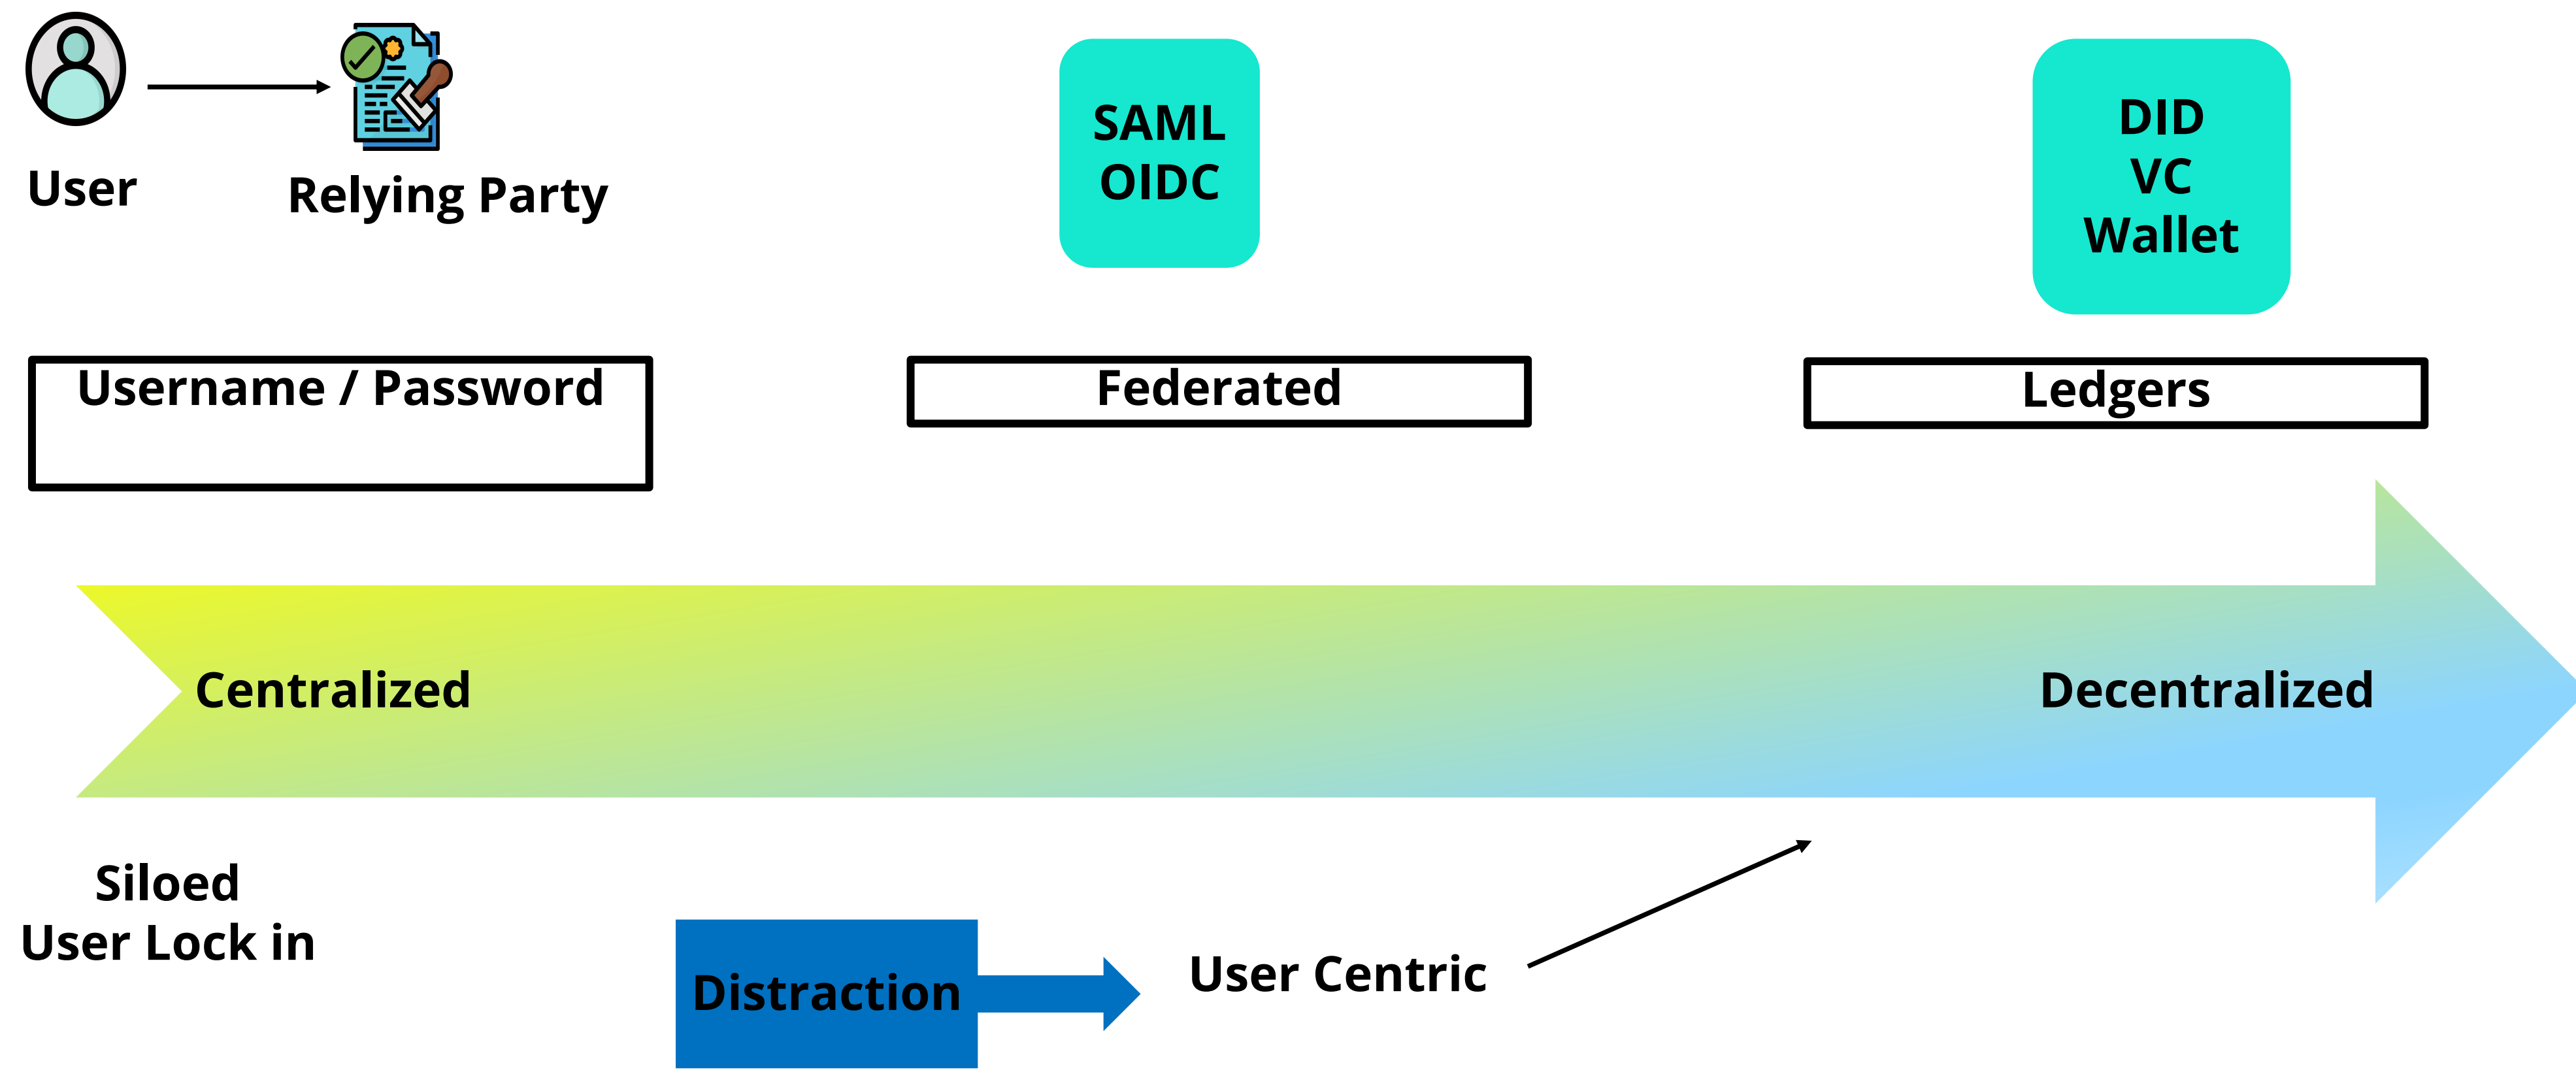 User
Relying Party
SAML
OIDC
DID
VC
Wallet
Username / Password
Federated
Ledgers
Centralized
Decentralized
Siloed
User Lock in
Distraction
User Centric